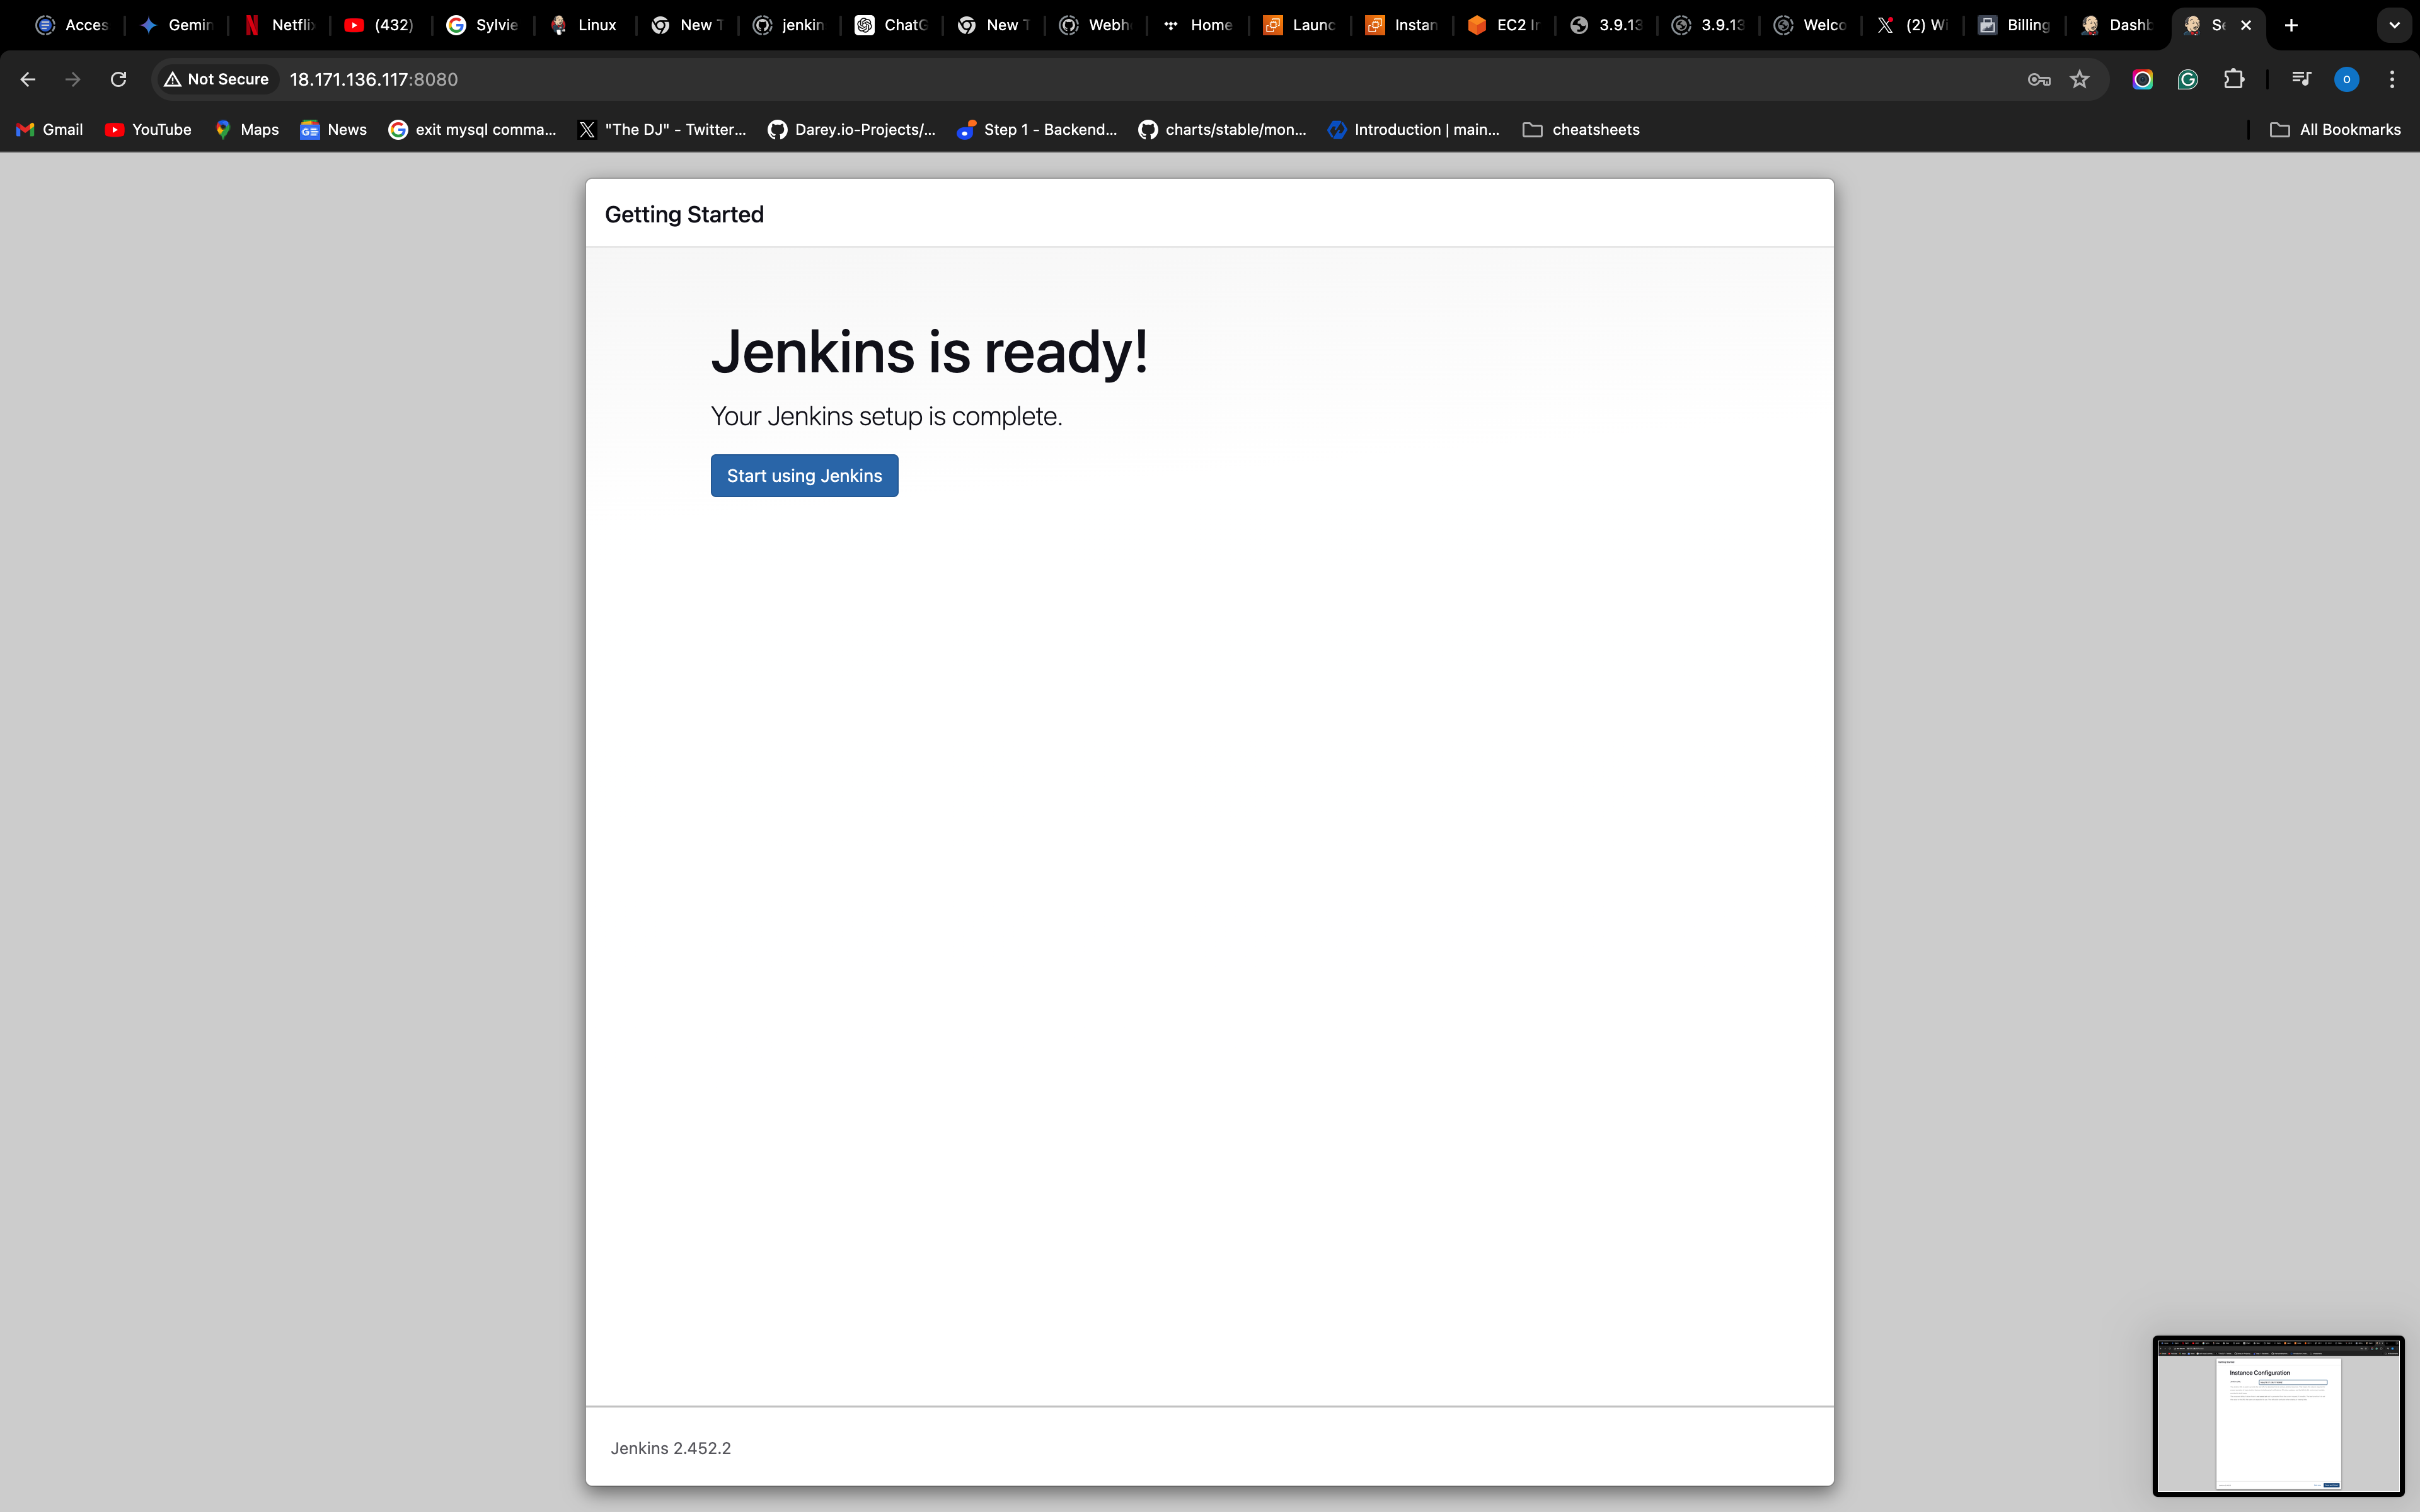 Acces
Gemin
Netflix
(432)
Sylvie
Linux
New T
jenkin
ChatG
New T
Webh
Home
Launc
Instan
EC2 In
3.9.13
3.9.13
Welco
(2) Wi
Billing
Dashb
Se
Not Secure
18.171.136.117:8080
Gmail
YouTube
Maps
News
exit mysql comma...
"The DJ" - Twitter...
Darey.io-Projects/...
Step 1 - Backend...
charts/stable/mon...
Introduction | main...
cheatsheets
All Bookmarks
Getting Started
Jenkins is ready!
Your Jenkins setup is complete.
Start using Jenkins
Instance Configuration
Jenkins 2.452.2